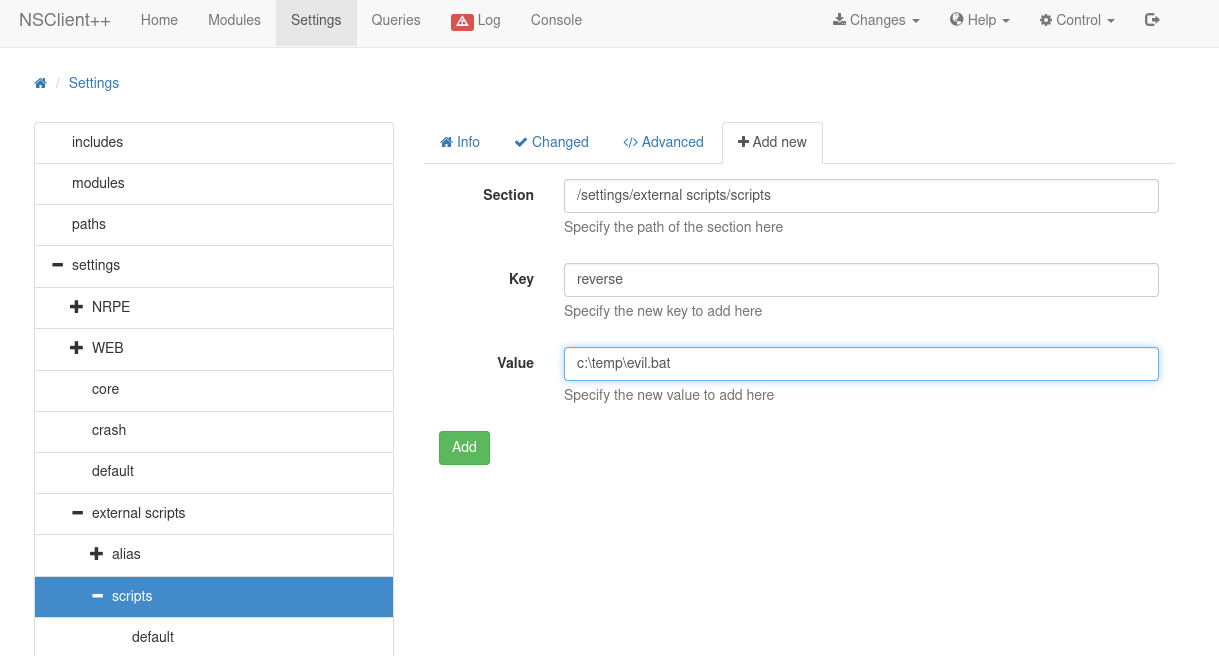 NSClient++ Home Modules Settings Queries Log Console Changes Help Control
/ Settings
includes
modules
paths
settings
NRPE
WEB
core
crash
default
external scripts
alias
scripts
default
Info Changed </> Advanced Add new
Section /settings/external scripts/scripts
Specify the path of the section here
Key reverse
Specify the new key to add here
Value c:\temp\evil.bat
Specify the new value to add here
Add